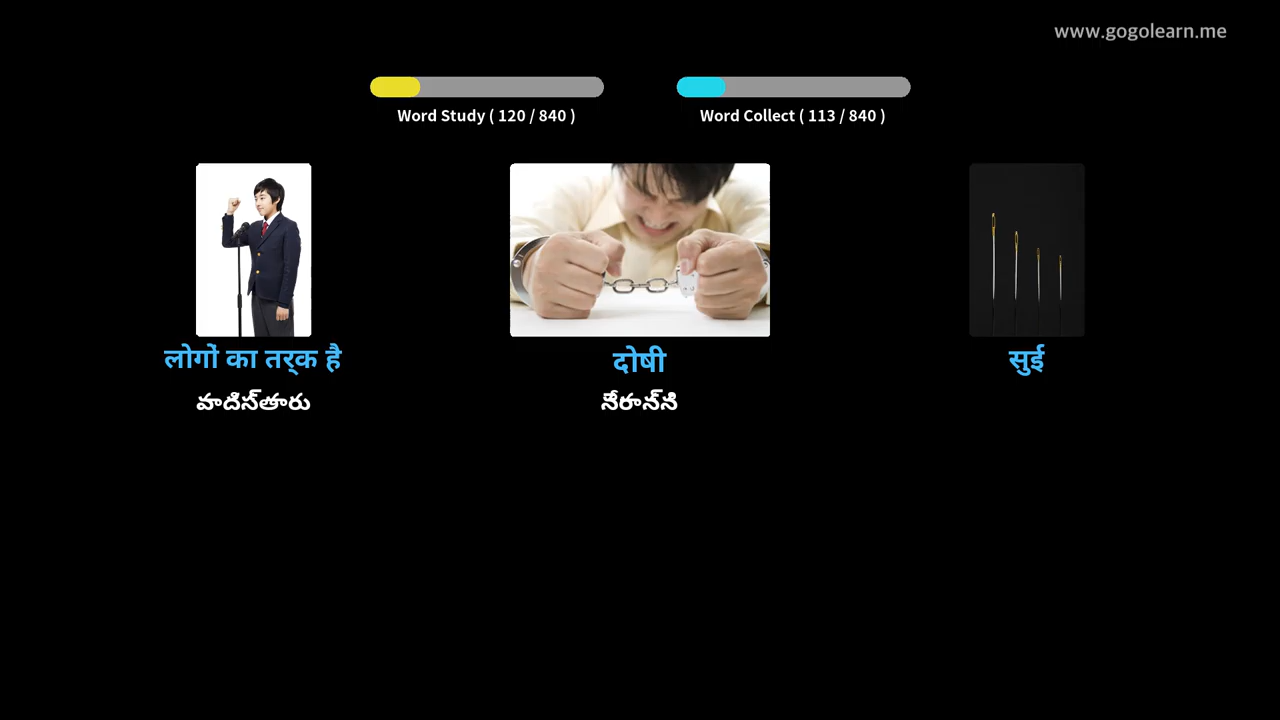 www.gogolearn.me
Word Study ( 120 / 840 )
Word Collect ( 113 / 840 )
लोगों का तर्क है
दोषी
सुई
వాదిస్తారు
నేరాన్ని